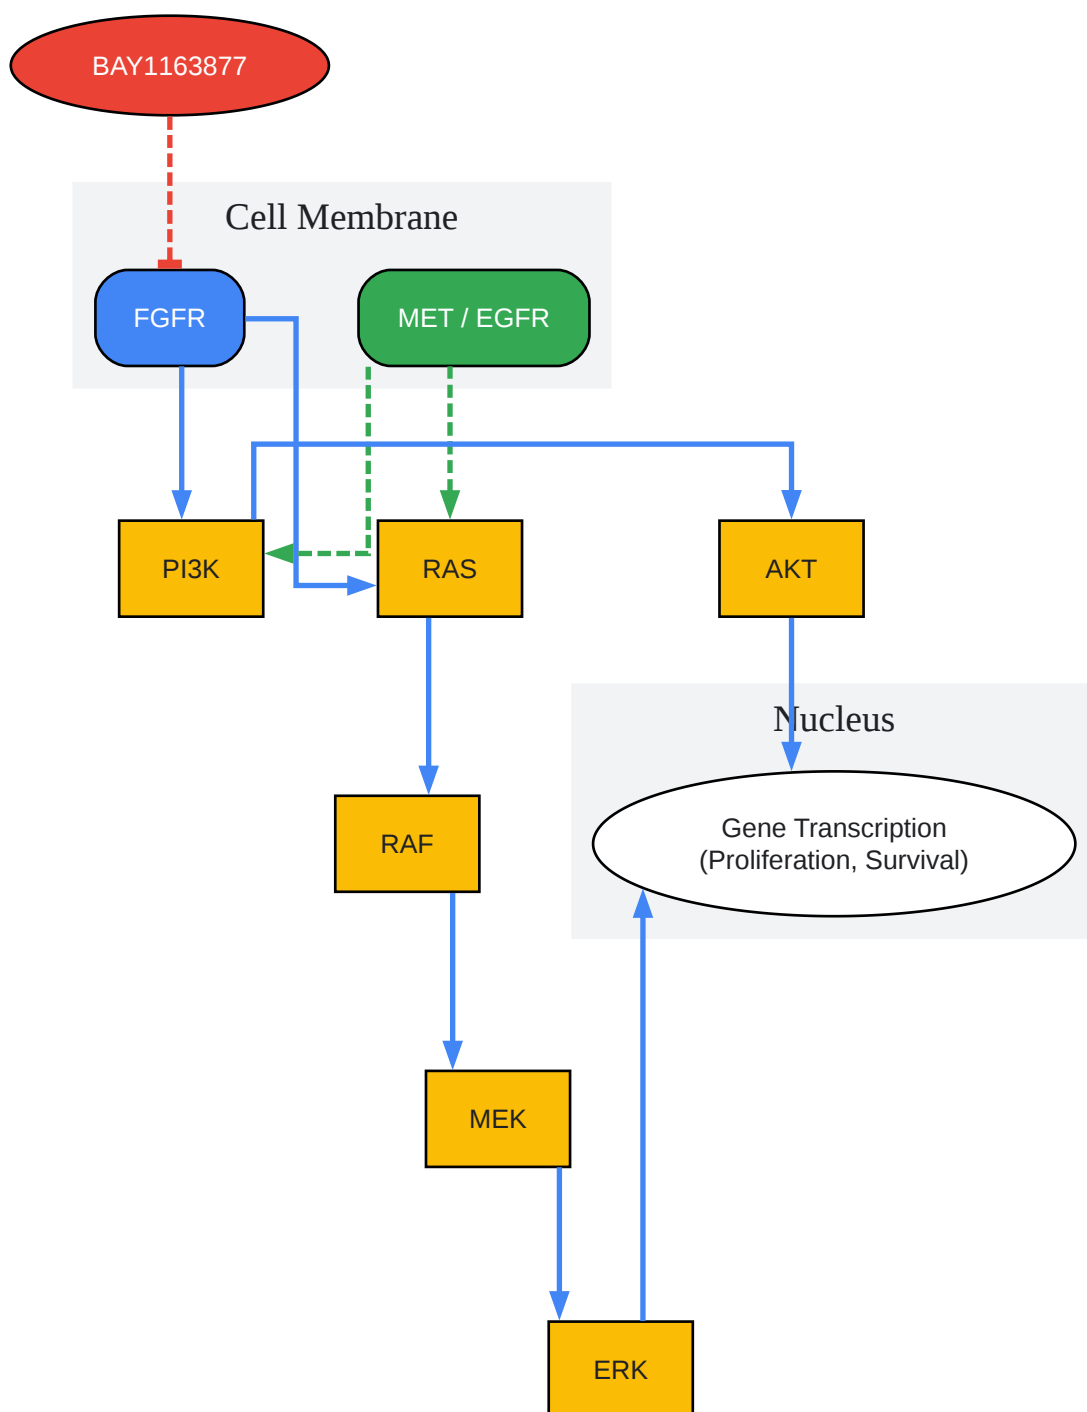 BAY1163877
Cell Membrane
FGFR
MET / EGFR
PI3K
RAS
AKT
Nucleus
Gene Transcription
(Proliferation, Survival)
RAF
MEK
ERK